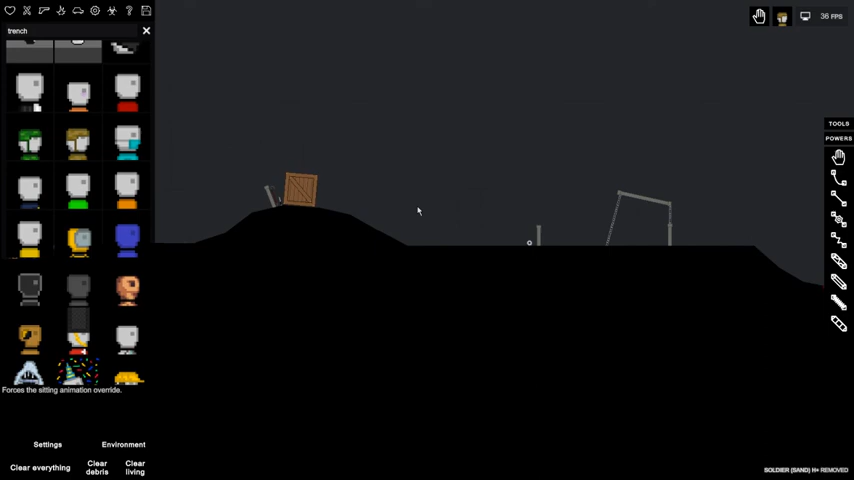 36 FPS
trench
TOOLS
POWERS
Forces the sitting animation override.
Settings
Environment
Clear everything
Clear debris
Clear living
SOLDIER (SAND) H+ REMOVED